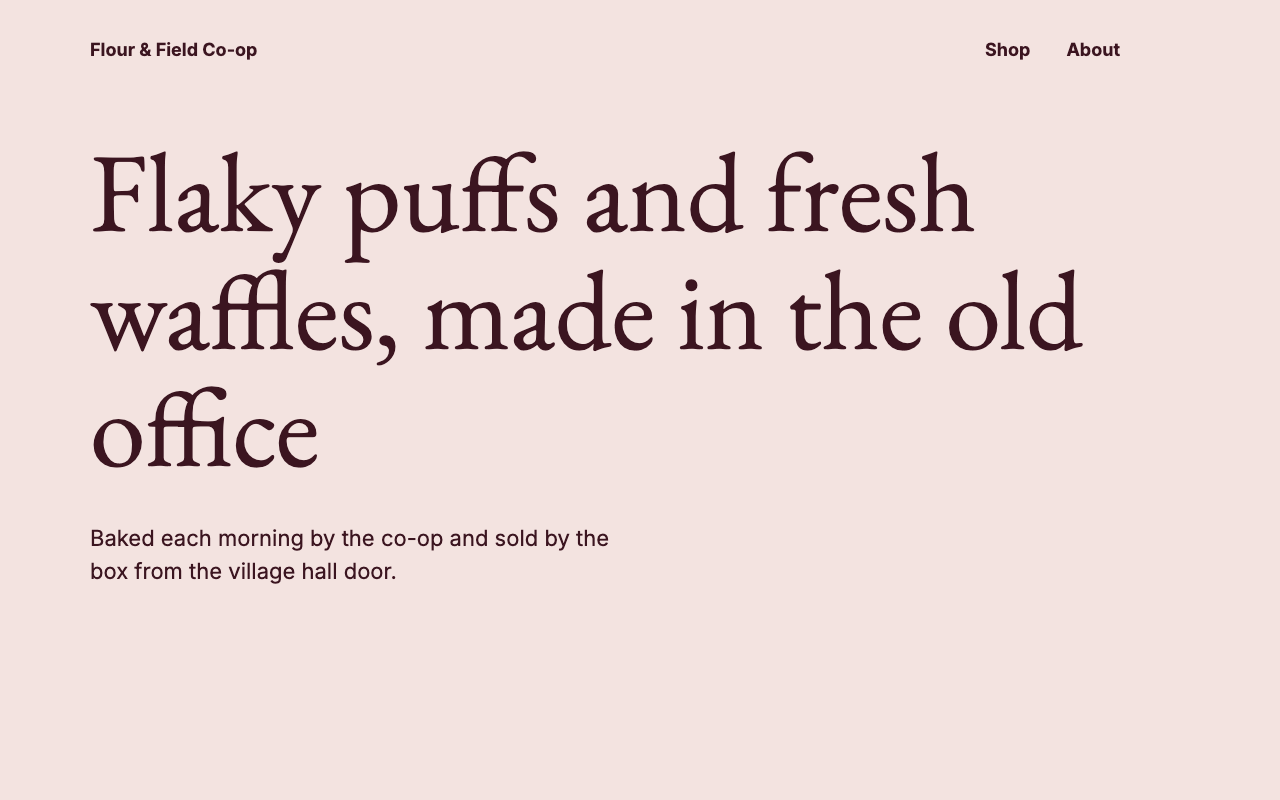 Flour & Field Co-op
Shop About
Flaky puffs and fresh
waffles, made in the old
office
Baked each morning by the co-op and sold by the
box from the village hall door.